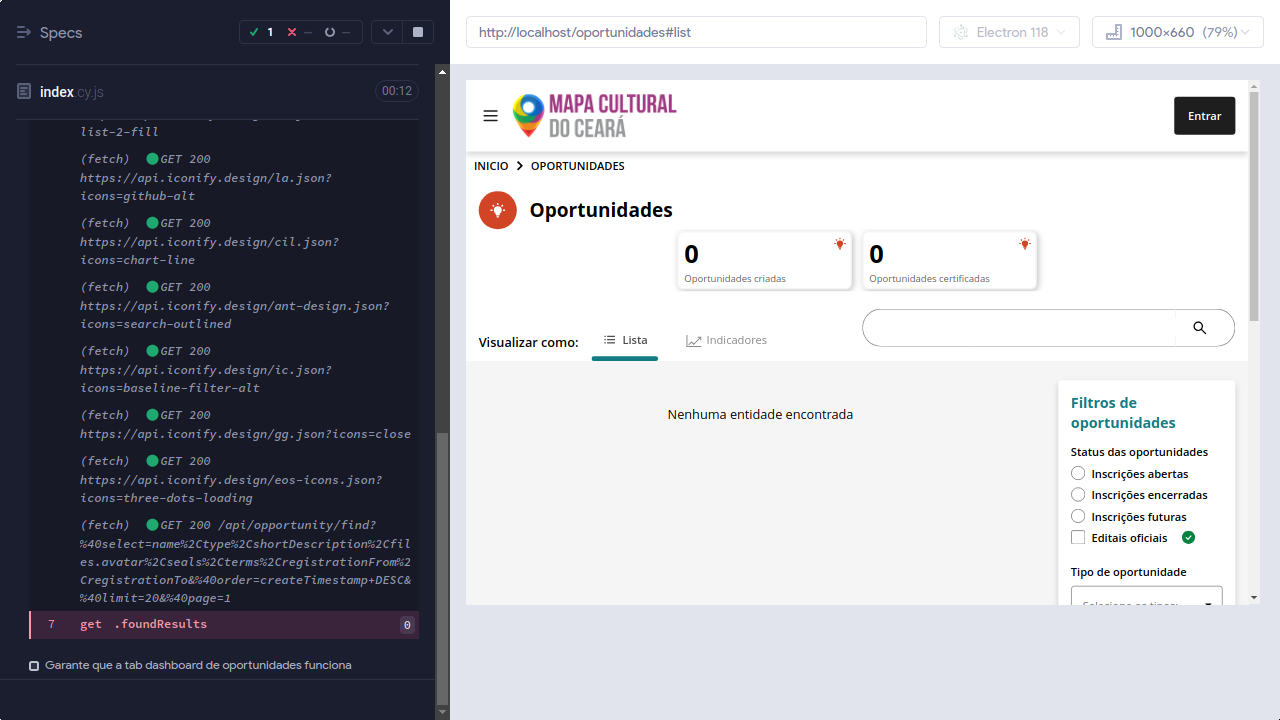 Specs
1
--
--
http://localhost/oportunidades#list
Electron 118
1000×660 (79%)
index.cy.js
00:12
list-2-fill
(fetch) GET 200
https://api.iconify.design/la.json?
icons=github-alt
(fetch) GET 200
https://api.iconify.design/cil.json?
icons=chart-line
(fetch) GET 200
https://api.iconify.design/ant-design.json?
icons=search-outlined
(fetch) GET 200
https://api.iconify.design/ic.json?
icons=baseline-filter-alt
(fetch) GET 200
https://api.iconify.design/gg.json?icons=close
(fetch) GET 200
https://api.iconify.design/eos-icons.json?
icons=three-dots-loading
(fetch) GET 200 /api/opportunity/find?
%40select=name%2Ctype%2CshortDescription%2Cfil
es.avatar%2Cseals%2Cterms%2CregistrationFrom%2
CregistrationTo&%40order=createTimestamp+DESC&
%40limit=20&%40page=1
7 get .foundResults 0
Garante que a tab dashboard de oportunidades funciona
MAPA CULTURAL
DO CEARÁ
Entrar
INICIO
OPORTUNIDADES
Oportunidades
0
Oportunidades criadas
0
Oportunidades certificadas
Visualizar como:
Lista
Indicadores
Nenhuma entidade encontrada
Filtros de
oportunidades
Status das oportunidades
Inscrições abertas
Inscrições encerradas
Inscrições futuras
Editais oficiais
Tipo de oportunidade